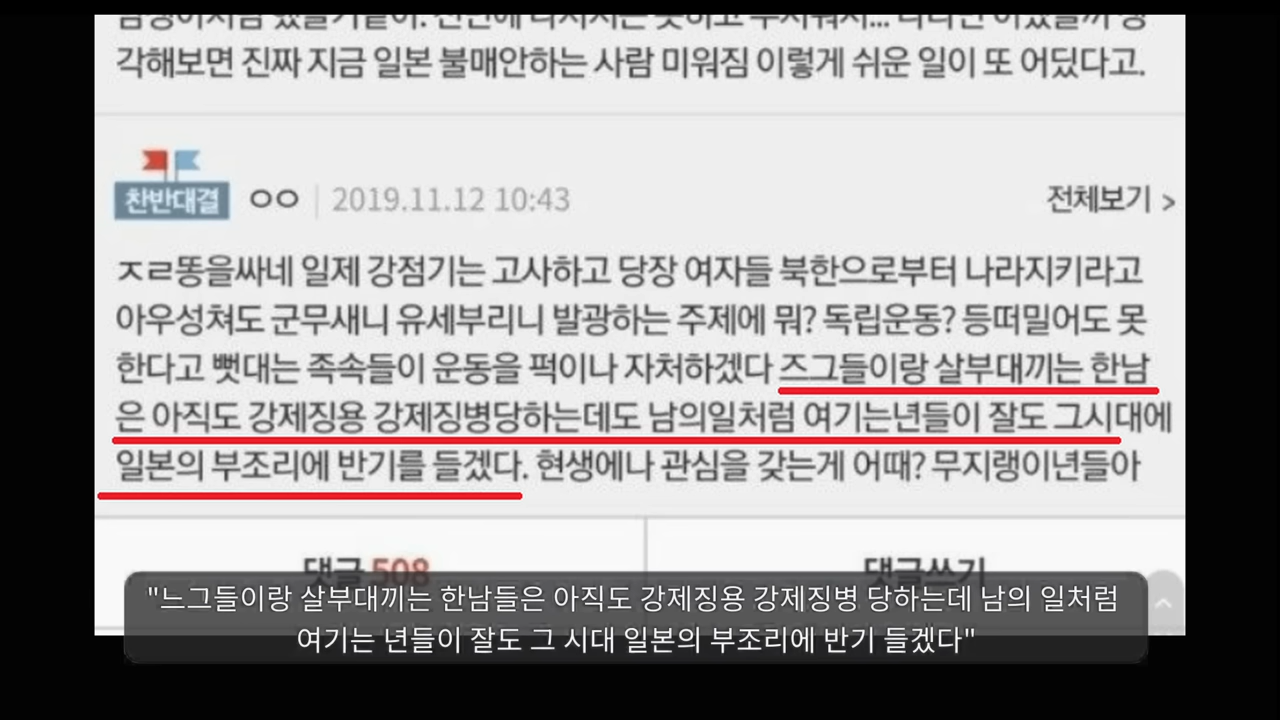 각해보면 진짜 지금 일본 불매안하는 사람 미워짐 이렇게 쉬운 일이 또 어딨다고.
찬반대결 ㅇㅇ 2019.11.12 10:43 전체보기 >
ㅈㄹ똥을싸네 일제 강점기는 고사하고 당장 여자들 북한으로부터 나라지키라고
아우성쳐도 군무새니 유세부리니 발광하는 주제에 뭐? 독립운동? 등떠밀어도 못
한다고 뻣대는 족속들이 운동을 퍽이나 자처하겠다 즈그들이랑 살부대끼는 한남
은 아직도 강제징용 강제징병당하는데도 남의일처럼 여기는년들이 잘도 그시대에
일본의 부조리에 반기를 들겠다. 현생에나 관심을 갖는게 어때? 무지랭이년들아
댓글 508 댓글쓰기
"느그들이랑 살부대끼는 한남들은 아직도 강제징용 강제징병 당하는데 남의 일처럼
여기는 년들이 잘도 그 시대 일본의 부조리에 반기 들겠다"